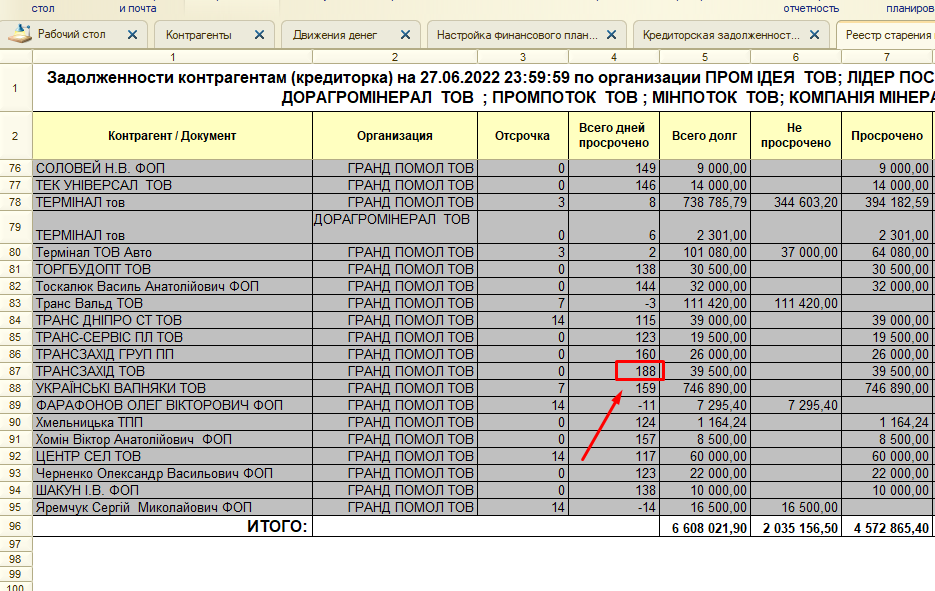 стол и почта отчетность планиров
Рабочий стол Контрагенты Движения денег Настройка финансового план... Кредиторская задолженност... Реестр старения
1 2 3 4 5 6 7
1 Задолженности контрагентам (кредиторка) на 27.06.2022 23:59:59 по организации ПРОМ ІДЕЯ ТОВ; ЛІДЕР ПОС
ДОРАГРОМІНЕРАЛ ТОВ ; ПРОМПОТОК ТОВ ; МІНПОТОК ТОВ; КОМПАНІЯ МІНЕРА
2 Контрагент / Документ Организация Отсрочка Всего дней просрочено Всего долг Не просрочено Просрочено
76 СОЛОВЕЙ Н.В. ФОП ГРАНД ПОМОЛ ТОВ 0 149 9 000,00 9 000,00
77 ТЕК УНІВЕРСАЛ ТОВ ГРАНД ПОМОЛ ТОВ 0 146 14 000,00 14 000,00
78 ТЕРМІНАЛ тов ГРАНД ПОМОЛ ТОВ 3 8 738 785,79 344 603,20 394 182,59
79 ТЕРМІНАЛ тов ДОРАГРОМІНЕРАЛ ТОВ 0 6 2 301,00 2 301,00
80 Термінал ТОВ Авто ГРАНД ПОМОЛ ТОВ 3 2 101 080,00 37 000,00 64 080,00
81 ТОРГБУДОПТ ТОВ ГРАНД ПОМОЛ ТОВ 0 138 30 500,00 30 500,00
82 Тоскалюк Василь Анатолійович ФОП ГРАНД ПОМОЛ ТОВ 0 144 32 000,00 32 000,00
83 Транс Вальд ТОВ ГРАНД ПОМОЛ ТОВ 7 -3 111 420,00 111 420,00
84 ТРАНС ДНІПРО СТ ТОВ ГРАНД ПОМОЛ ТОВ 14 115 39 000,00 39 000,00
85 ТРАНС-СЕРВІС ПЛ ТОВ ГРАНД ПОМОЛ ТОВ 0 123 19 500,00 19 500,00
86 ТРАНСЗАХІД ГРУП ПП ГРАНД ПОМОЛ ТОВ 0 160 26 000,00 26 000,00
87 ТРАНСЗАХІД ТОВ ГРАНД ПОМОЛ ТОВ 0 188 39 500,00 39 500,00
88 УКРАЇНСЬКІ ВАПНЯКИ ТОВ ГРАНД ПОМОЛ ТОВ 7 159 746 890,00 746 890,00
89 ФАРАФОНОВ ОЛЕГ ВІКТОРОВИЧ ФОП ГРАНД ПОМОЛ ТОВ 14 -11 7 295,40 7 295,40
90 Хмельницька ТПП ГРАНД ПОМОЛ ТОВ 0 124 1 164,24 1 164,24
91 Хомін Віктор Анатолійович ФОП ГРАНД ПОМОЛ ТОВ 0 157 8 500,00 8 500,00
92 ЦЕНТР СЕЛ ТОВ ГРАНД ПОМОЛ ТОВ 14 117 60 000,00 60 000,00
93 Черненко Олександр Васильович ФОП ГРАНД ПОМОЛ ТОВ 0 123 22 000,00 22 000,00
94 ШАКУН І.В. ФОП ГРАНД ПОМОЛ ТОВ 0 138 10 000,00 10 000,00
95 Яремчук Сергій Миколайович ФОП ГРАНД ПОМОЛ ТОВ 14 -14 16 500,00 16 500,00
96 ИТОГО: 6 608 021,90 2 035 156,50 4 572 865,40
97
98
99
100